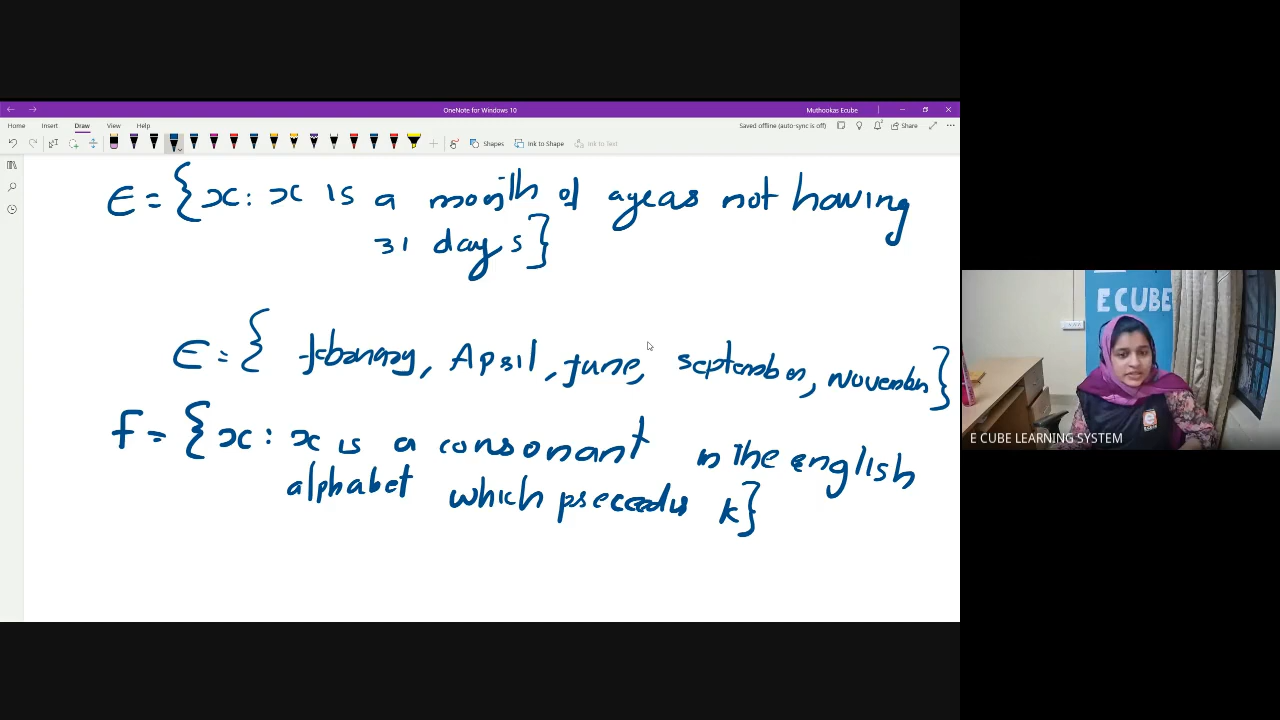 OneNote for Windows 10
Muthookas Ecube
Home Insert Draw View Help
Saved offline (auto-sync is off)
Share
Shapes Ink to Shape Ink to Text
E = {x : x is a month of a year not having
31 days}
E = { february, April, june, september, november }
F = {x : x is a consonant in the english
alphabet which precedes k}
E CUBE
E CUBE LEARNING SYSTEM